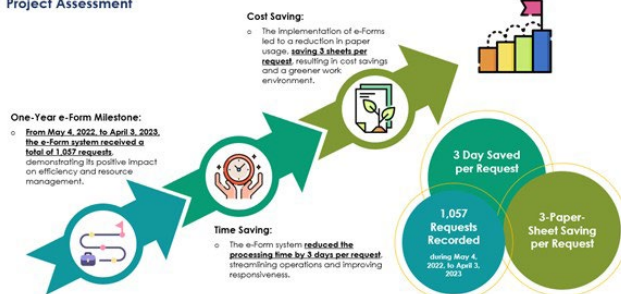 Project Assessment
Cost Saving:
o The implementation of e-Forms
led to a reduction in paper
usage, saving 3 sheets per
request, resulting in cost savings
and a greener work
environment.
One-Year e-Form Milestone:
o From May 4, 2022, to April 3, 2023,
the e-Form system received a
total of 1,057 requests,
demonstrating its positive impact
on efficiency and resource
management.
Time Saving:
o The e-Form system reduced the
processing time by 3 days per request,
streamlining operations and improving
responsiveness.
3 Day Saved
per Request
1,057
Requests
Recorded
during May 4,
2022, to April 3,
2023
3-Paper-
Sheet Saving
per Request